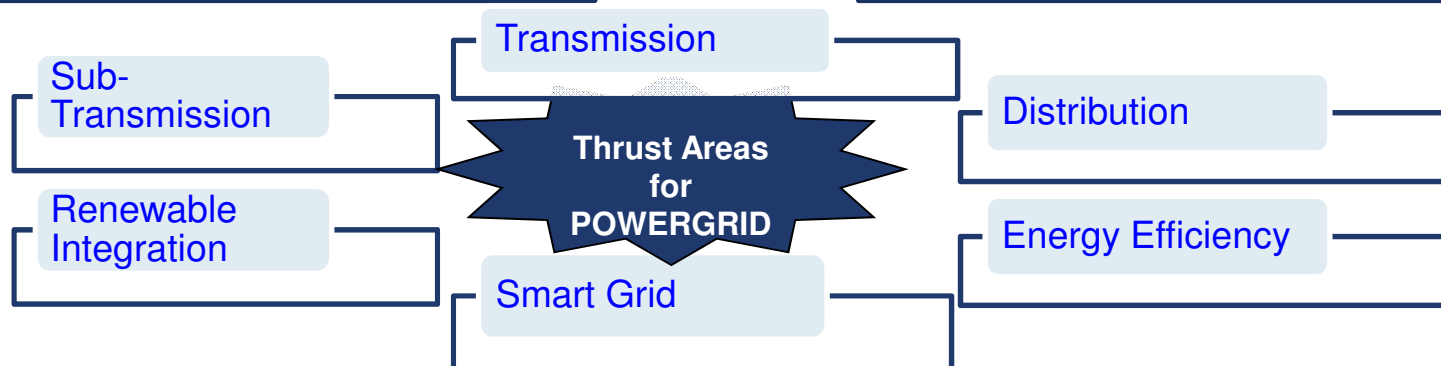 Transmission
Sub-
Transmission
Distribution
Thrust Areas
for
POWERGRID
Renewable
Integration
Energy Efficiency
Smart Grid